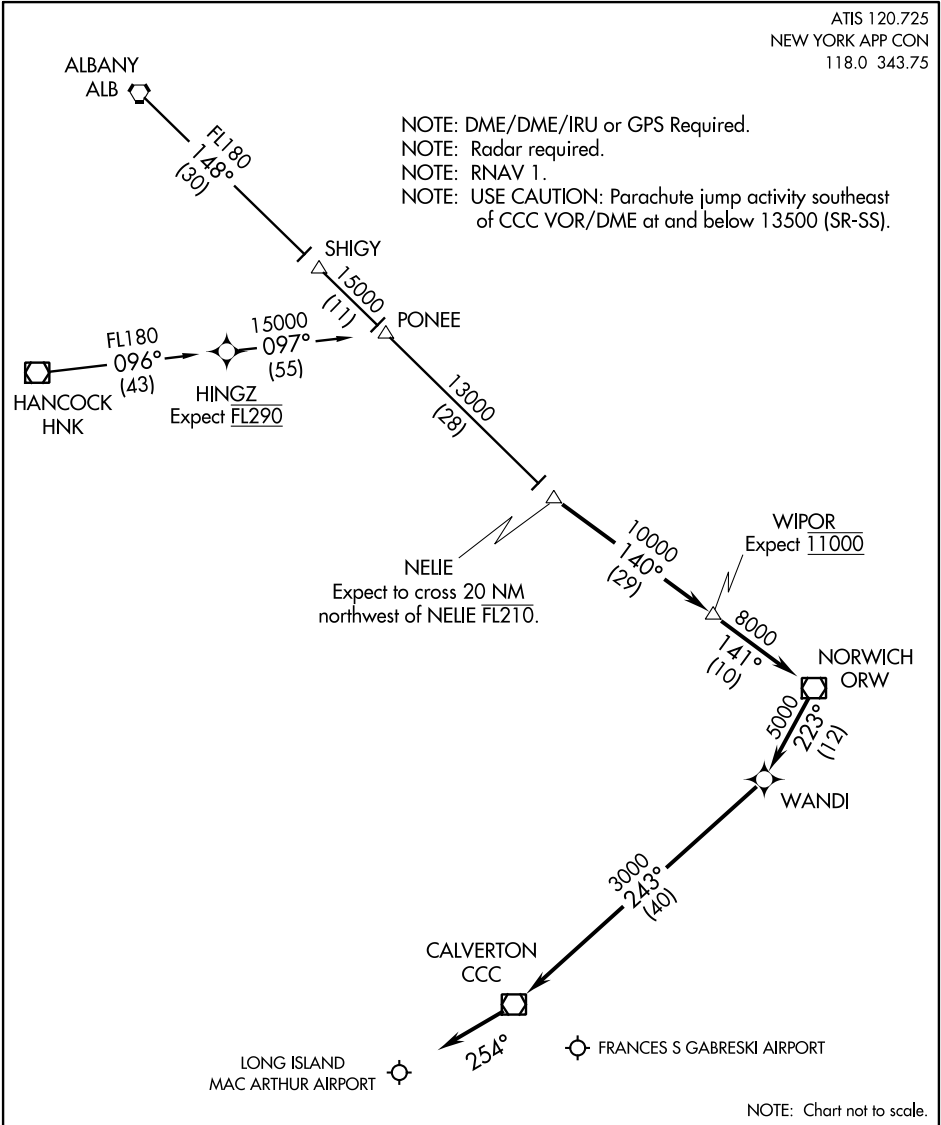 ATIS 120.725
NEW YORK APP CON
118.0 343.75
ALBANY
ALB
FL180
148°
(30)
NOTE: DME/DME/IRU or GPS Required.
NOTE: Radar required.
NOTE: RNAV 1.
NOTE: USE CAUTION: Parachute jump activity southeast
of CCC VOR/DME at and below 13500 (SR-SS).
SHIGY
15000
(11)
PONEE
FL180
096°
(43)
15000
097°
(55)
HANCOCK
HNK
HINGZ
Expect FL290
13000
(28)
NELIE
Expect to cross 20 NM
northwest of NELIE FL210.
10000
140°
(29)
WIPOR
Expect 11000
8000
141°
(10)
NORWICH
ORW
5000
223°
(12)
WANDI
3000
243°
(40)
CALVERTON
CCC
254°
LONG ISLAND
MAC ARTHUR AIRPORT
FRANCES S GABRESKI AIRPORT
NOTE: Chart not to scale.